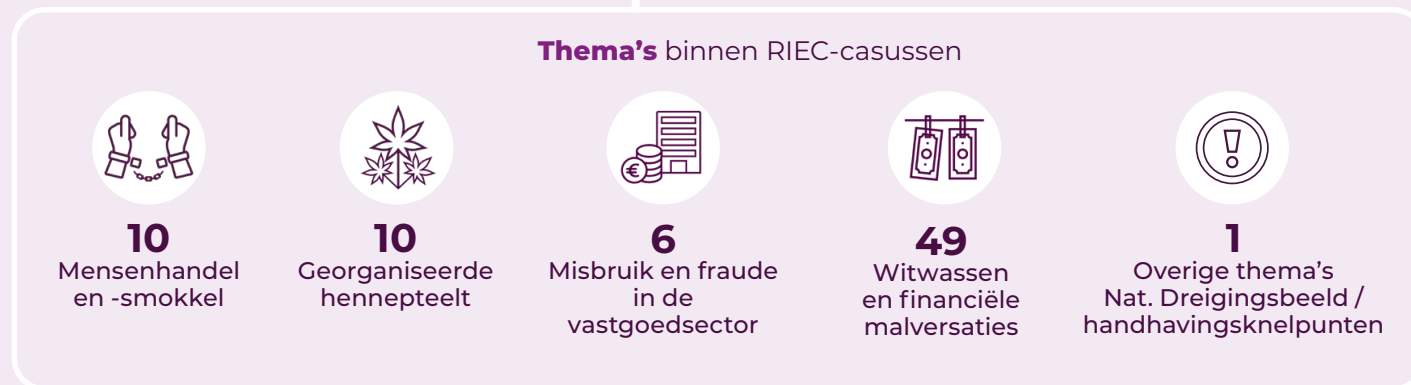 Thema's binnen RIEC-casussen
10
Mensenhandel
en -smokkel
10
Georganiseerde
hennepteelt
6
Misbruik en fraude
in de
vastgoedsector
49
Witwassen
en financiële
malversaties
1
Overige thema's
Nat. Dreigingsbeeld /
handhavingsknelpunten